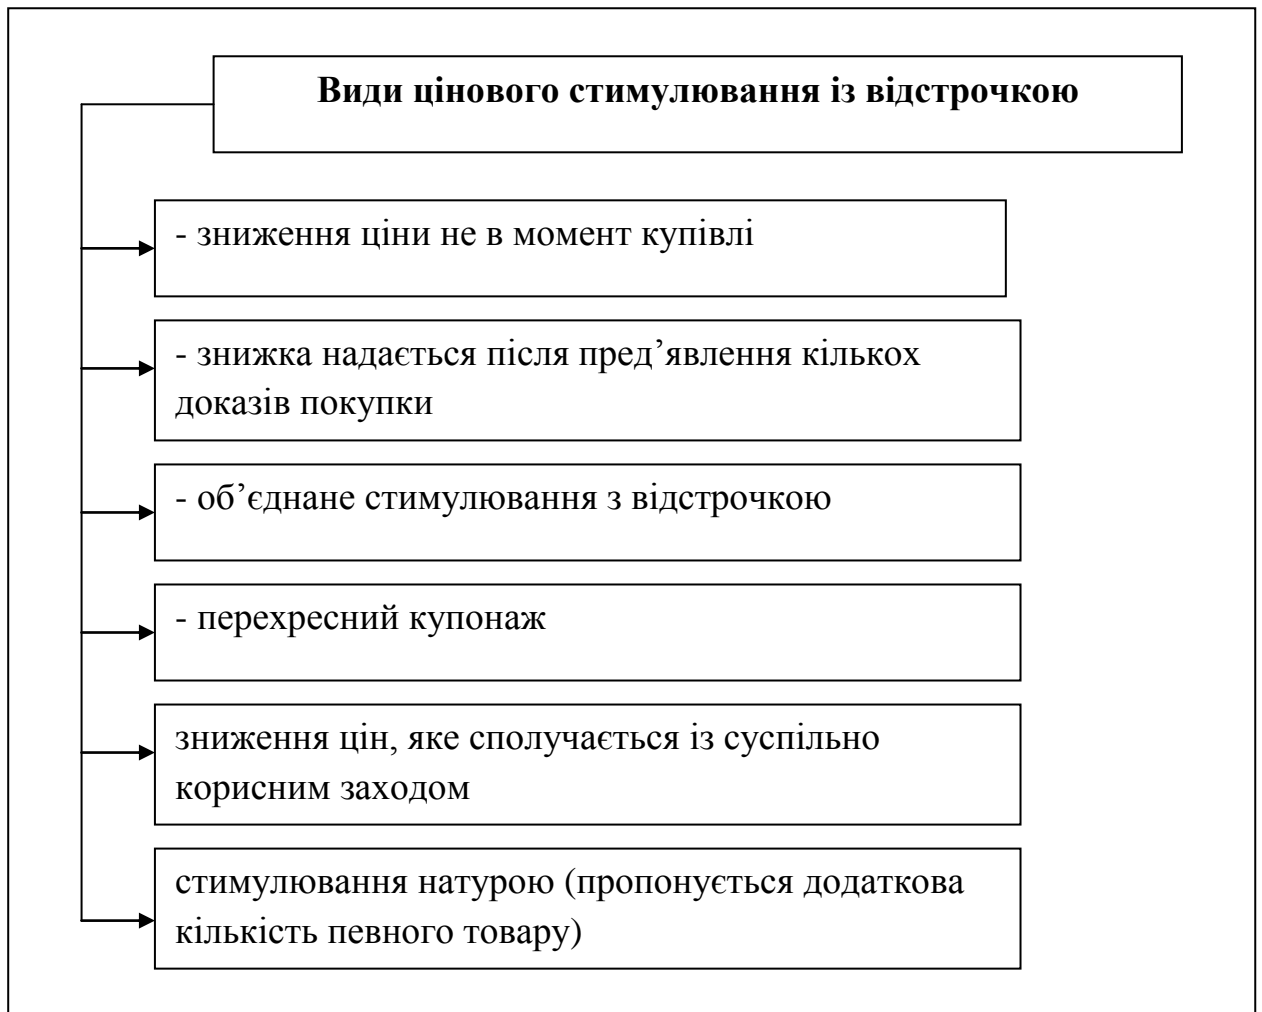 Види цінового стимулювання із відстрочкою
- зниження ціни не в момент купівлі
- знижка надається після пред’явлення кількох
доказів покупки
- об’єднане стимулювання з відстрочкою
- перехресний купонаж
зниження цін, яке сполучається із суспільно
корисним заходом
стимулювання натурою (пропонується додаткова
кількість певного товару)